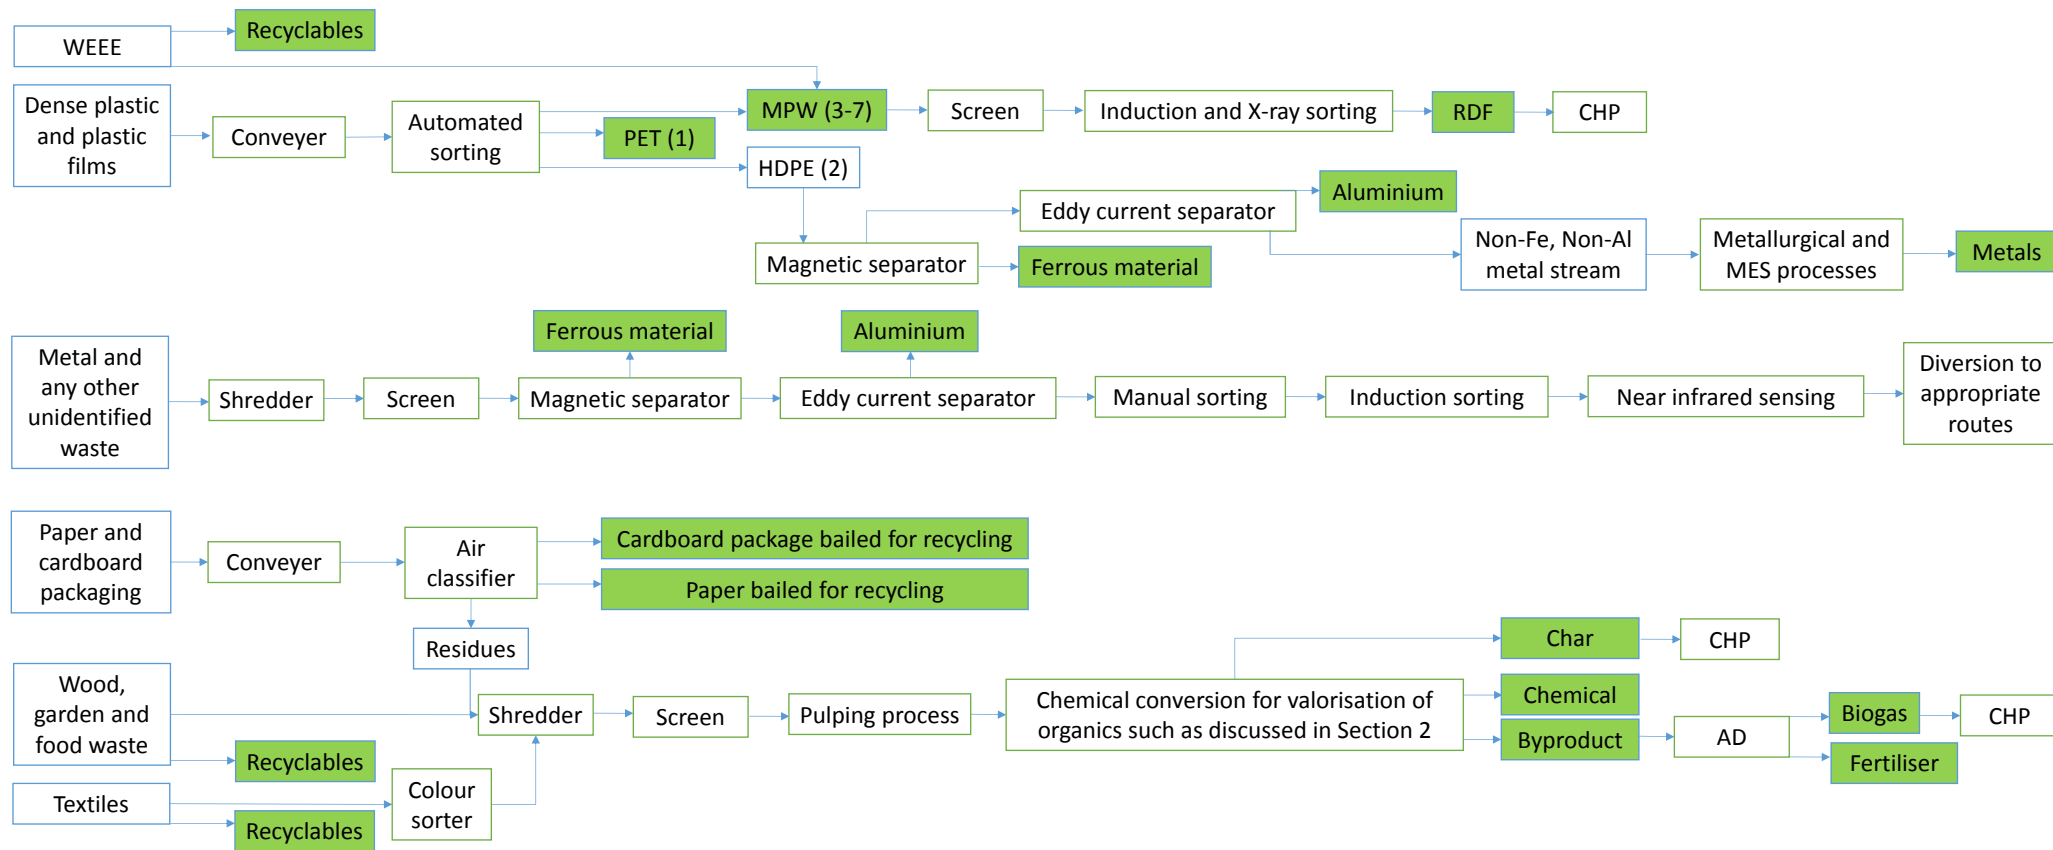 WEEE
Recyclables
Dense plastic
and plastic
films
Conveyer
Automated
sorting
MPW (3-7)
PET (1)
HDPE (2)
Screen
Induction and X-ray sorting
RDF
CHP
Magnetic separator
Eddy current separator
Aluminium
Ferrous material
Non-Fe, Non-Al
metal stream
Metallurgical and
MES processes
Metals
Metal and
any other
unidentified
waste
Shredder
Screen
Magnetic separator
Ferrous material
Eddy current separator
Aluminium
Manual sorting
Induction sorting
Near infrared sensing
Diversion to
appropriate
routes
Paper and
cardboard
packaging
Conveyer
Air
classifier
Cardboard package bailed for recycling
Paper bailed for recycling
Residues
Wood,
garden and
food waste
Recyclables
Textiles
Recyclables
Colour
sorter
Shredder
Screen
Pulping process
Chemical conversion for valorisation of
organics such as discussed in Section 2
Char
CHP
Chemical
Byproduct
AD
Biogas
CHP
Fertiliser